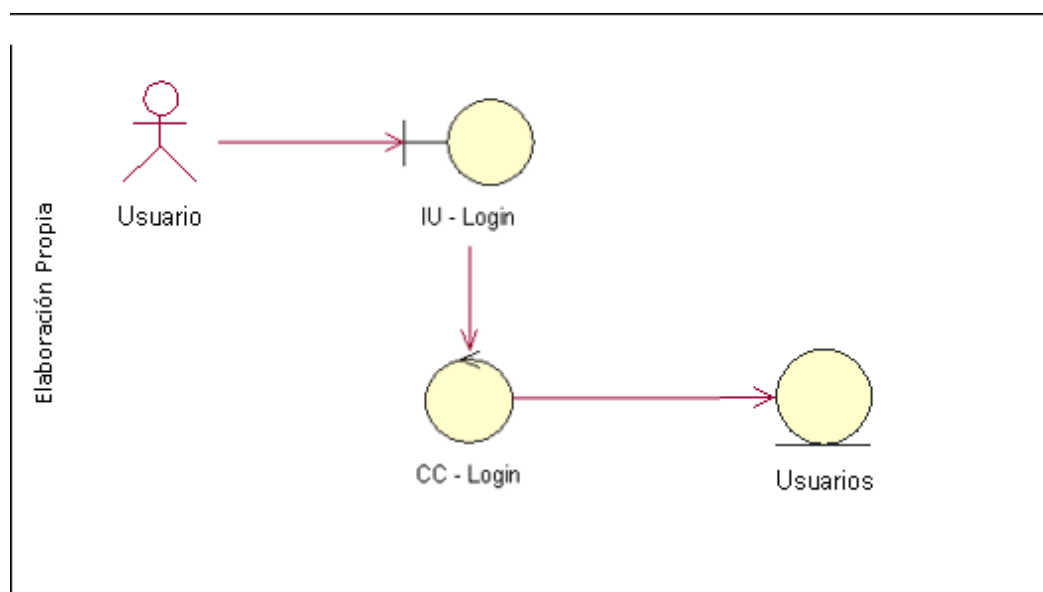 Usuario
IU - Login
Elaboración Propia
CC - Login
Usuarios